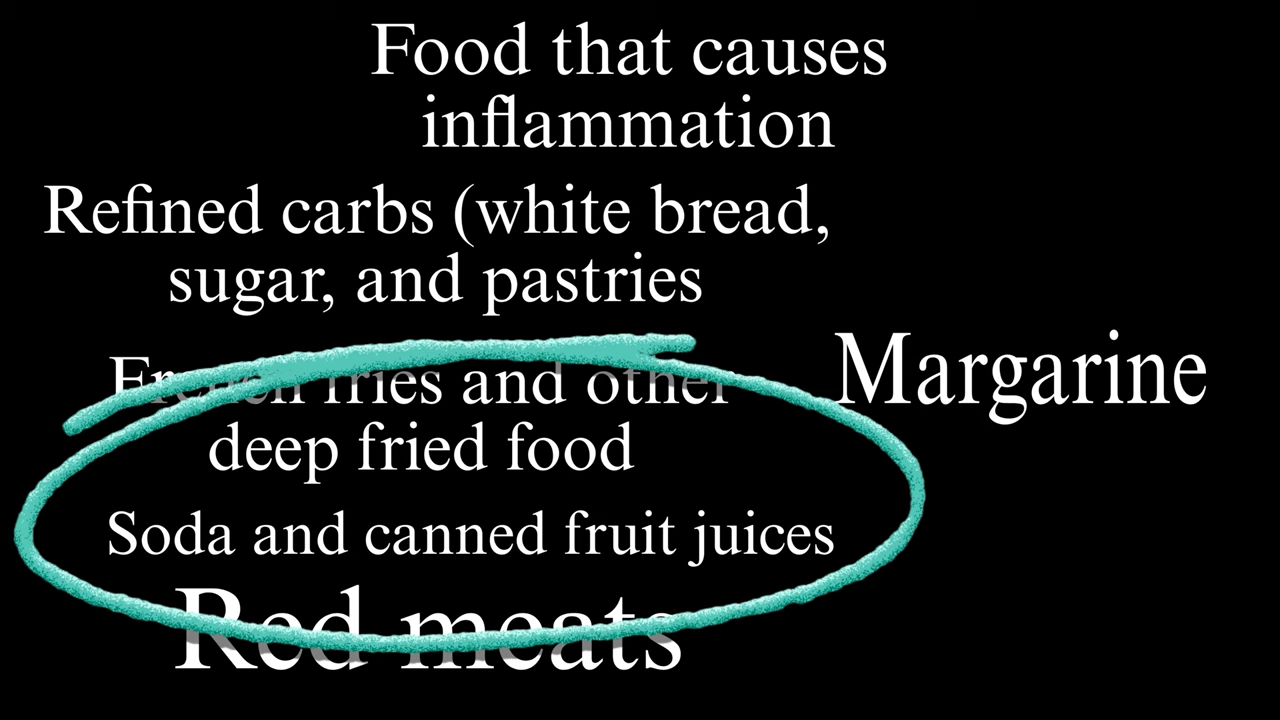 Food that causes
inflammation
Refined carbs (white bread,
sugar, and pastries
French fries and other
deep fried food
Margarine
Soda and canned fruit juices
Red meats